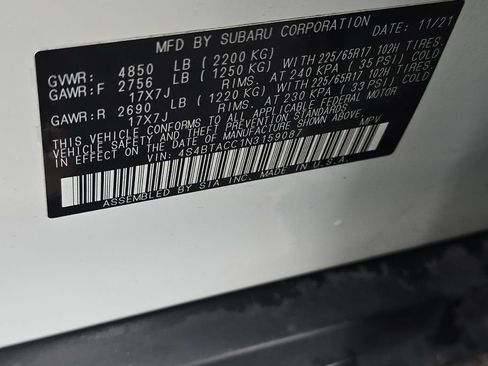 MFD BY SUBARU CORPORATION DATE: 11/21
GVWR: 4850 LB (2200 KG)
GAWR:F 2756 LB (1250 KG) WITH 225/65R17 102H TIRES.
17X7J RIMS. AT 240 KPA ( 35 PSI) COLD
GAWR:R 2690 LB (1220 KG) WITH 225/65R17 102H TIRES.
17X7J RIMS. AT 230 KPA ( 33 PSI) COLD
THIS VEHICLE CONFORMS TO ALL APPLICABLE FEDERAL MOTOR
VEHICLE SAFETY AND THEFT PREVENTION STANDARDS
IN EFFECT ON THE DATE OF MANUFACTURE SHOWN ABOVE.
VIN: 4S4BTACC1N3159087 MPV
ASSEMBLED BY SIA INC. MADE IN U.S.A.